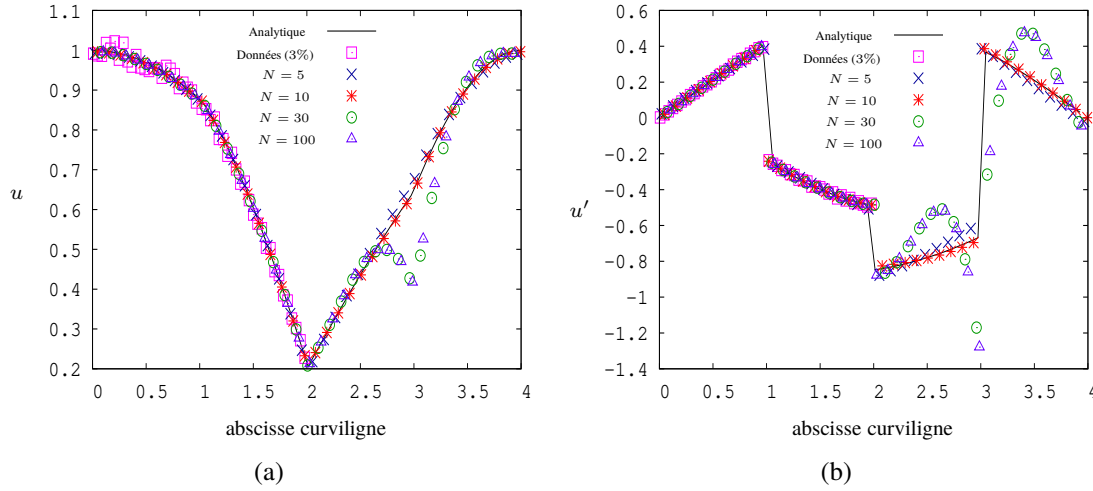 Analytique
Données (3%)
N = 5
N = 10
N = 30
N = 100
u
1.1
1
0.9
0.8
0.7
0.6
0.5
0.4
0.3
0.2
0 0.5 1 1.5 2 2.5 3 3.5 4
abscisse curviligne
(a)
Analytique
Données (3%)
N = 5
N = 10
N = 30
N = 100
u′
0.6
0.4
0.2
0
-0.2
-0.4
-0.6
-0.8
-1
-1.2
-1.4
0 0.5 1 1.5 2 2.5 3 3.5 4
abscisse curviligne
(b)